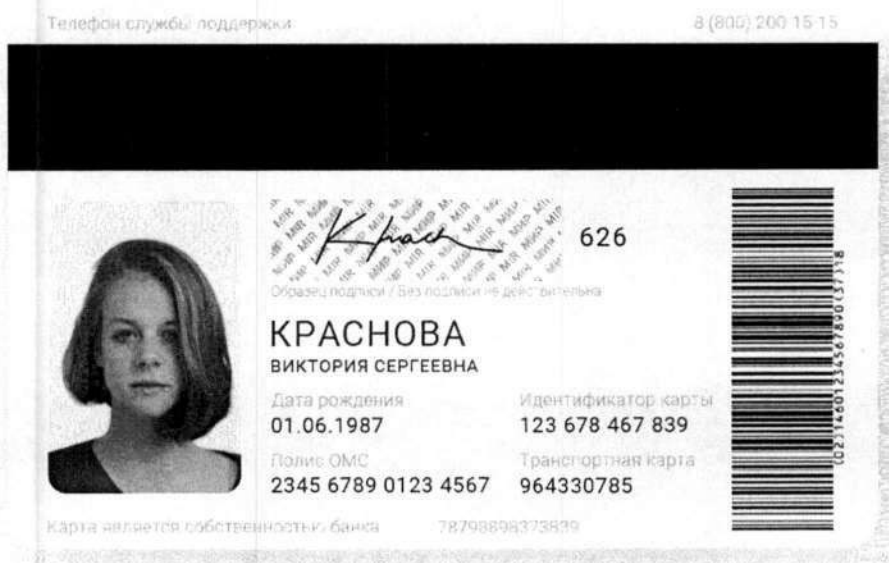 Телефон службы поддержки 8 (800) 200 15 15
626
Образец подписи / Без подписи не действительна
КРАСНОВА
ВИКТОРИЯ СЕРГЕЕВНА
Дата рождения Идентификатор карты
01.06.1987 123 678 467 839
Полис ОМС Транспортная карта
2345 6789 0123 4567 964330785
Карта является собственностью банка 78798898373839